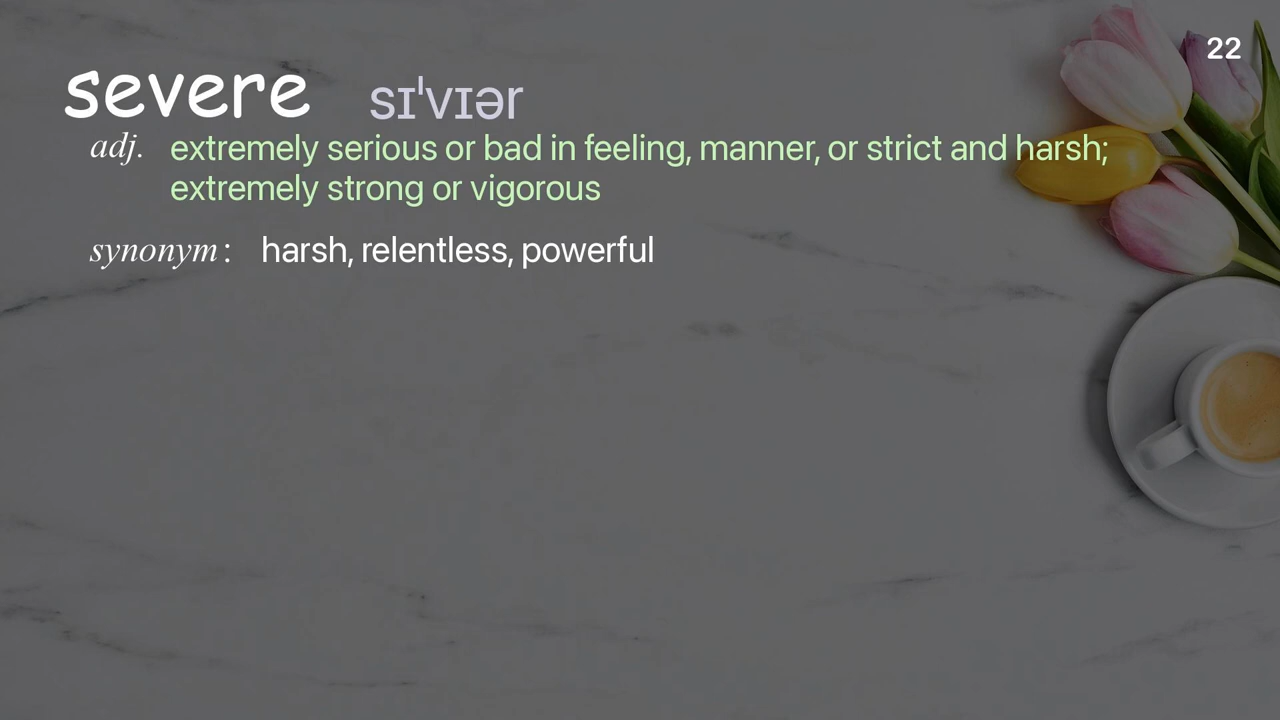 22
severe sɪˈvɪər
adj. extremely serious or bad in feeling, manner, or strict and harsh;
extremely strong or vigorous
synonym : harsh, relentless, powerful